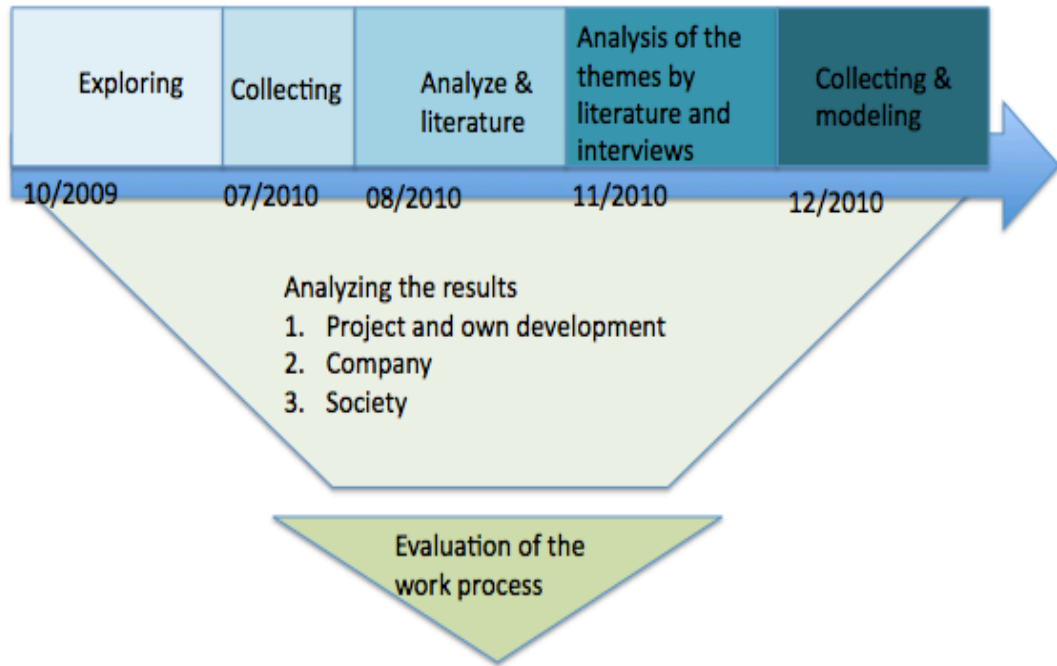 Exploring
Collecting
Analyze &
literature
Analysis of the
themes by
literature and
interviews
Collecting &
modeling
10/2009
07/2010
08/2010
11/2010
12/2010
Analyzing the results
1. Project and own development
2. Company
3. Society
Evaluation of the
work process